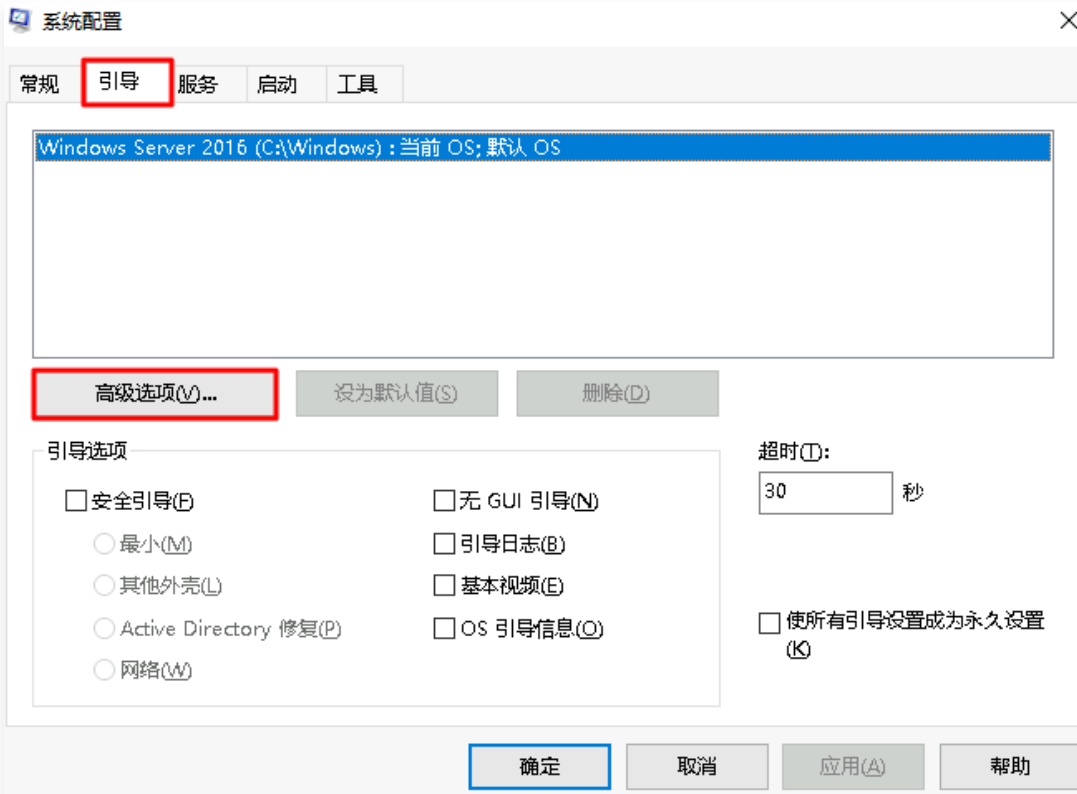 系统配置
常规 引导 服务 启动 工具
Windows Server 2016 (C:\Windows) : 当前 OS; 默认 OS
高级选项(V)... 设为默认值(S) 删除(D)
引导选项
超时(T):
30 秒
安全引导(F) 无 GUI 引导(N)
最小(M) 引导日志(B)
其他外壳(L) 基本视频(E)
Active Directory 修复(P) OS 引导信息(O)
网络(W)
使所有引导设置成为永久设置
(K)
确定 取消 应用(A) 帮助